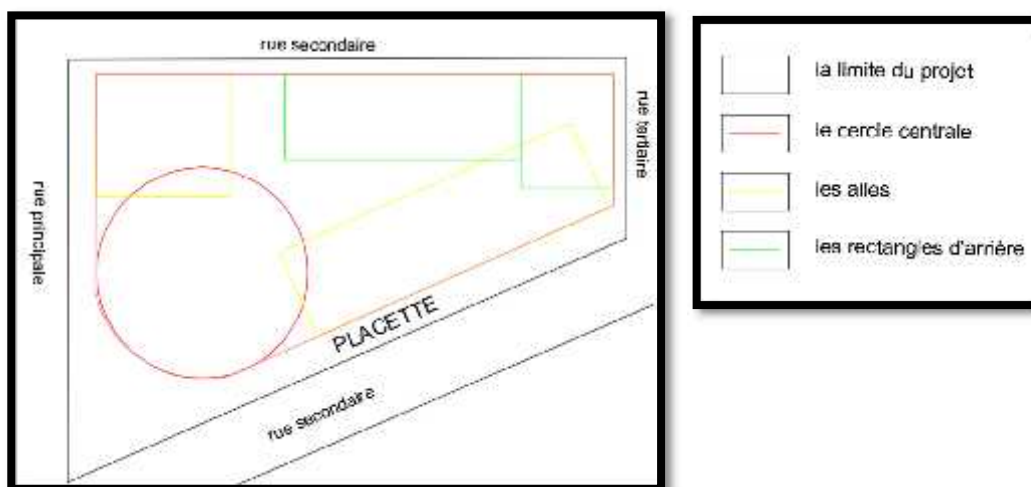 rue secondaire
rue tertiaire
rue principale
PLACETTE
rue secondaire
la limite du projet
le cercle centrale
les ailes
les rectangles d'arrière